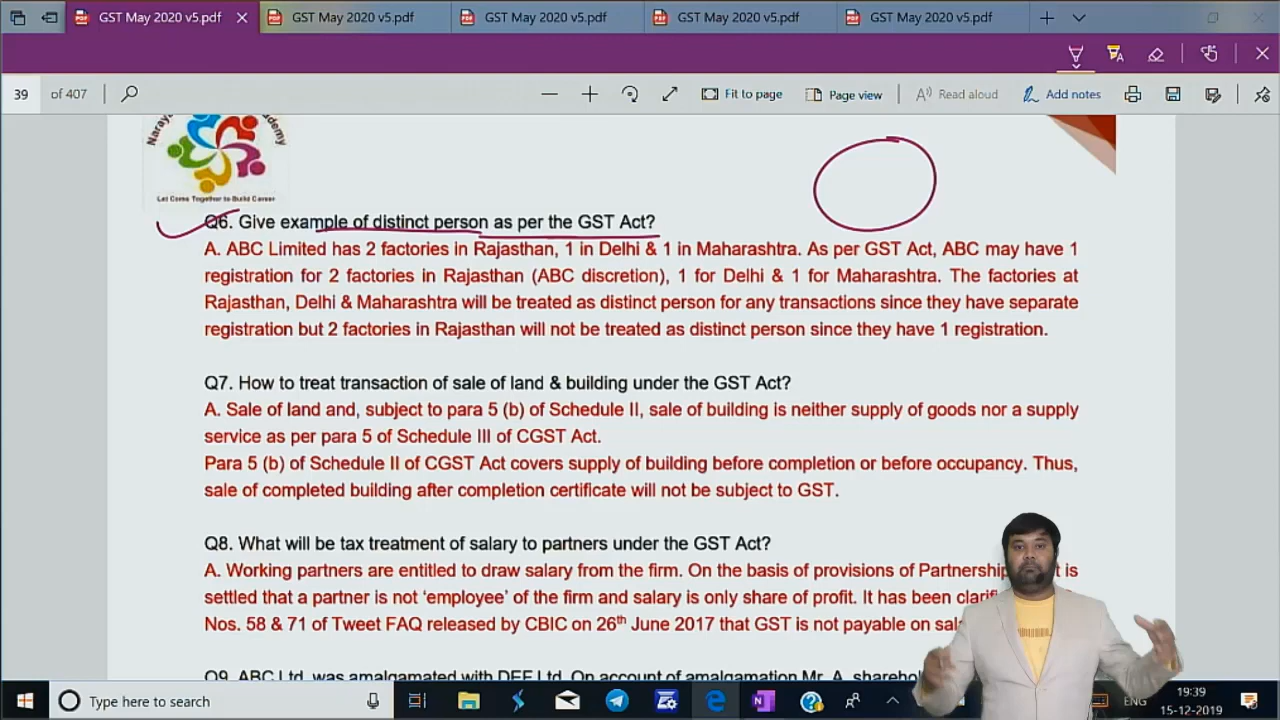 GST May 2020 v5.pdf
GST May 2020 v5.pdf
GST May 2020 v5.pdf
GST May 2020 v5.pdf
GST May 2020 v5.pdf
39 of 407
Fit to page
Page view
Read aloud
Add notes
Let Come Together to Build Career
Q6. Give example of distinct person as per the GST Act?
A. ABC Limited has 2 factories in Rajasthan, 1 in Delhi & 1 in Maharashtra. As per GST Act, ABC may have 1
registration for 2 factories in Rajasthan (ABC discretion), 1 for Delhi & 1 for Maharashtra. The factories at
Rajasthan, Delhi & Maharashtra will be treated as distinct person for any transactions since they have separate
registration but 2 factories in Rajasthan will not be treated as distinct person since they have 1 registration.
Q7. How to treat transaction of sale of land & building under the GST Act?
A. Sale of land and, subject to para 5 (b) of Schedule II, sale of building is neither supply of goods nor a supply
service as per para 5 of Schedule III of CGST Act.
Para 5 (b) of Schedule II of CGST Act covers supply of building before completion or before occupancy. Thus,
sale of completed building after completion certificate will not be subject to GST.
Q8. What will be tax treatment of salary to partners under the GST Act?
A. Working partners are entitled to draw salary from the firm. On the basis of provisions of Partnership is
settled that a partner is not ‘employee’ of the firm and salary is only share of profit. It has been
Nos. 58 & 71 of Tweet FAQ released by CBIC on 26th June 2017 that GST is not payable on
Q9. ABC Ltd. was amalgamated with DEF Ltd. On account of amalgamation Mr. A,
Type here to search
ENG
19:39
15-12-2019